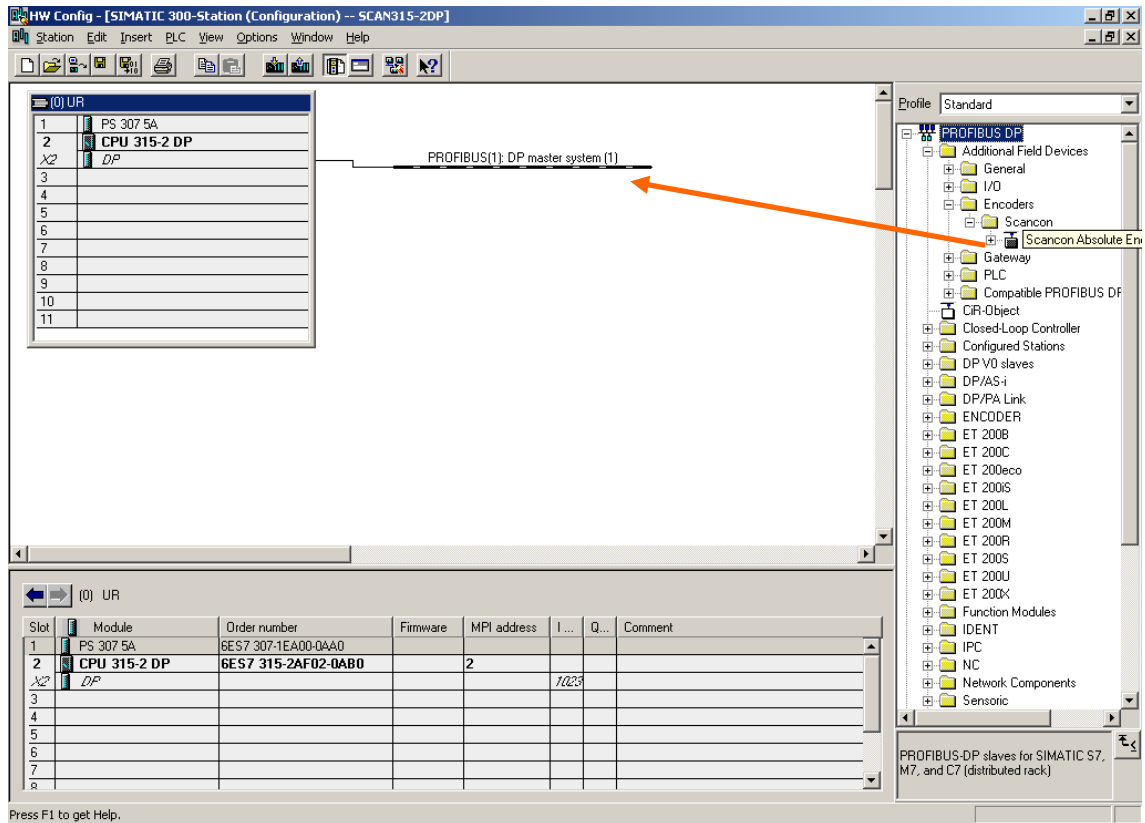 HW Config - [SIMATIC 300-Station (Configuration) -- SCAN315-2DP]
Station Edit Insert PLC View Options Window Help
(0) UR
1 PS 307 5A
2 CPU 315-2 DP
X2 DP
3
4
5
6
7
8
9
10
11
PROFIBUS(1): DP master system (1)
Profile Standard
PROFIBUS DP
Additional Field Devices
General
I/O
Encoders
Scancon
Scancon Absolute En
Gateway
PLC
Compatible PROFIBUS DF
CiR-Object
Closed-Loop Controller
Configured Stations
DP V0 slaves
DP/AS-i
DP/PA Link
ENCODER
ET 200B
ET 200C
ET 200eco
ET 200iS
ET 200L
ET 200M
ET 200R
ET 200S
ET 200U
ET 200X
Function Modules
IDENT
IPC
NC
Network Components
Sensoric
PROFIBUS-DP slaves for SIMATIC S7,
M7, and C7 (distributed rack)
(0) UR
Slot Module Order number Firmware MPI address I ... Q... Comment
1 PS 307 5A 6ES7 307-1EA00-0AA0
2 CPU 315-2 DP 6ES7 315-2AF02-0AB0 2
X2 DP 1023
3
4
5
6
7
8
Press F1 to get Help.